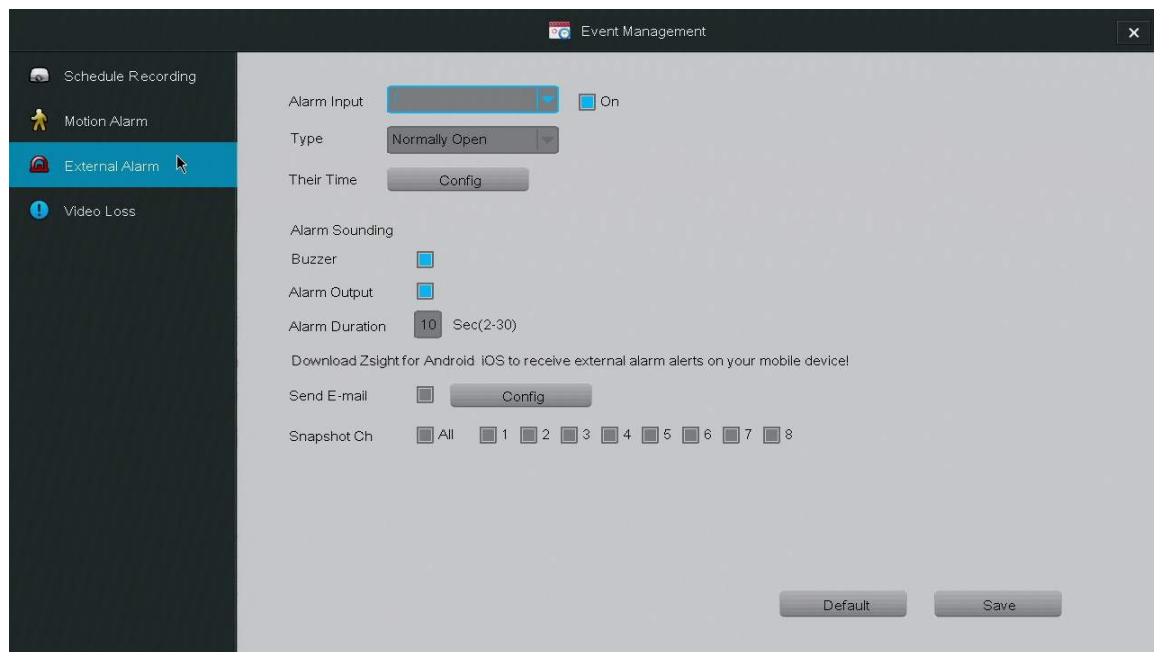 Event Management
Schedule Recording
Motion Alarm
External Alarm
Video Loss
Alarm Input On
Type Normally Open
Their Time Config
Alarm Sounding
Buzzer
Alarm Output
Alarm Duration 10 Sec(2-30)
Download Zsight for Android iOS to receive external alarm alerts on your mobile device!
Send E-mail Config
Snapshot Ch All 1 2 3 4 5 6 7 8
Default Save